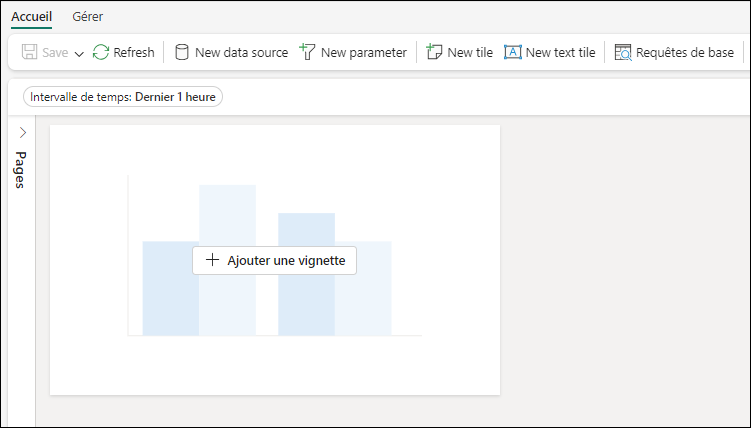 Accueil Gérer
Save Refresh New data source New parameter New tile New text tile Requêtes de base
Intervalle de temps: Dernier 1 heure
Pages
Ajouter une vignette